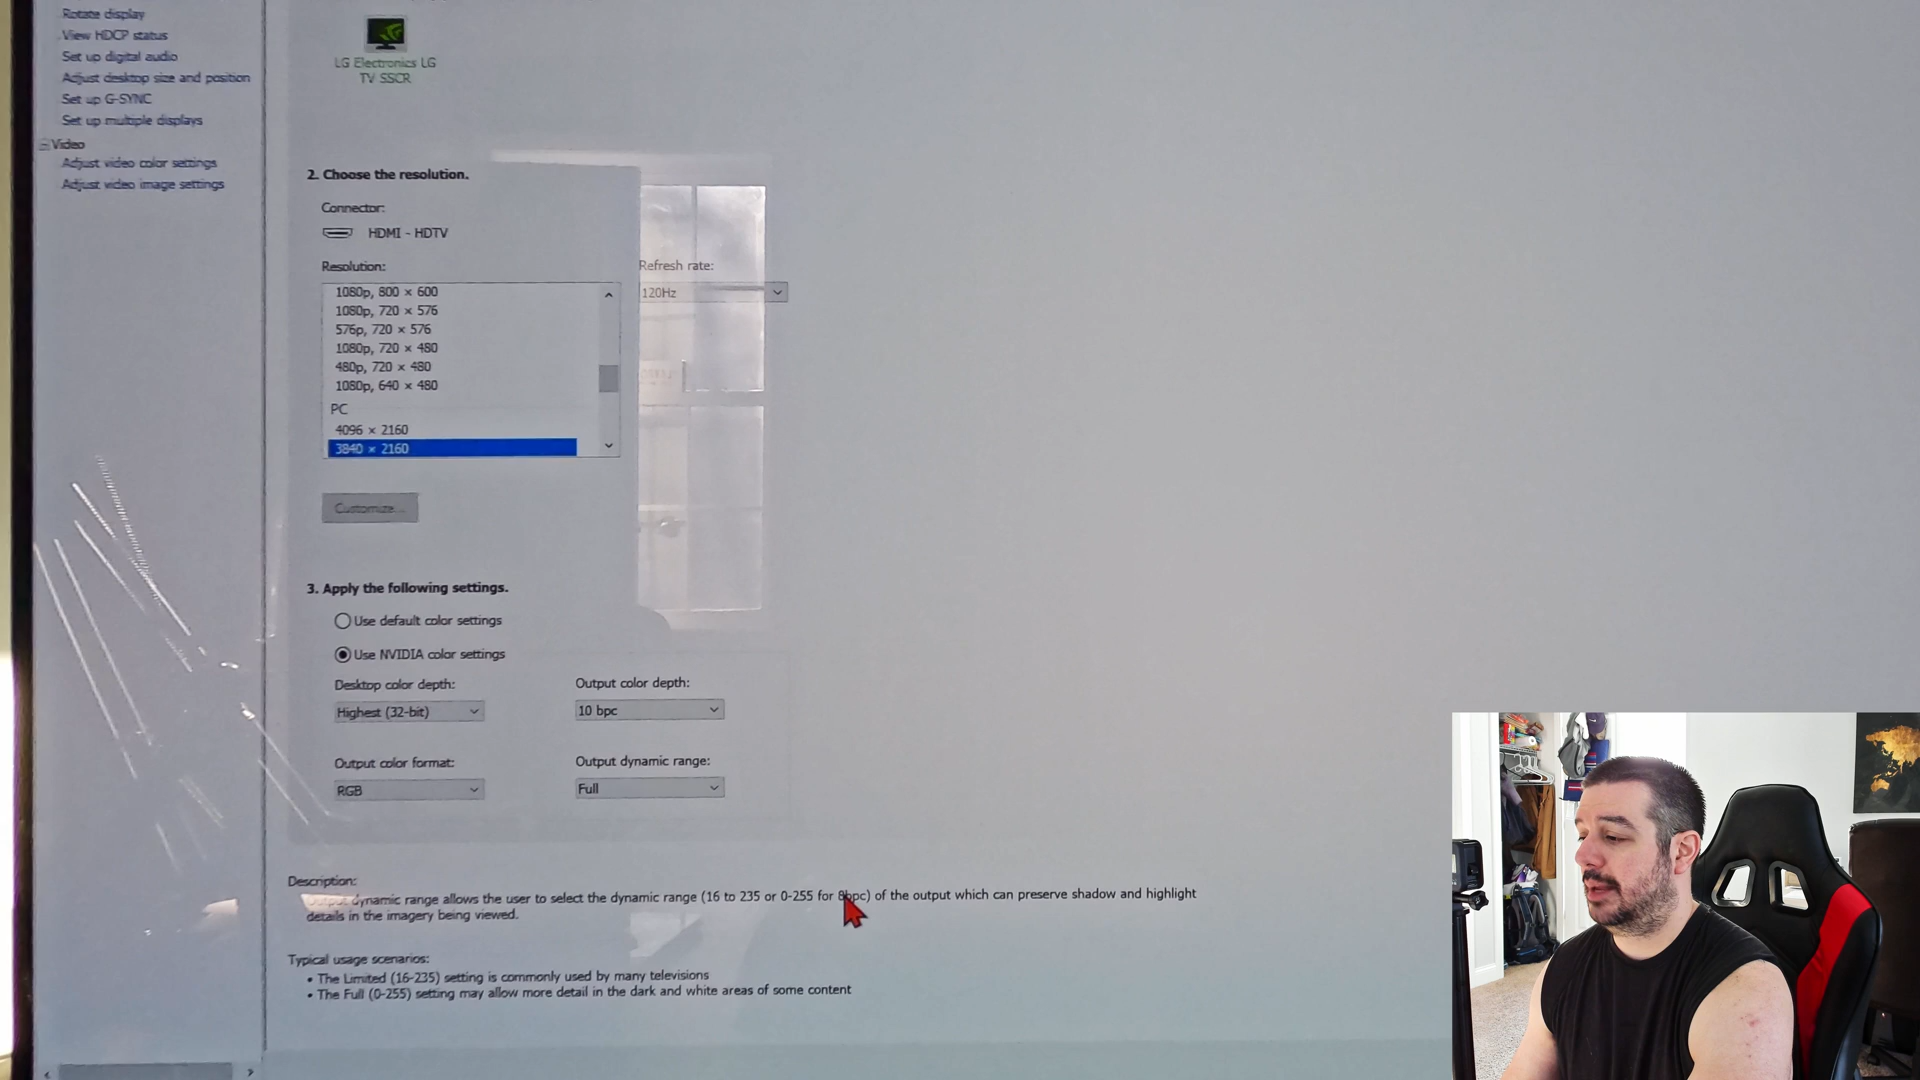 Rotate display
View HDCP status
Set up digital audio
Adjust desktop size and position
Set up G-SYNC
Set up multiple displays
Video
Adjust video color settings
Adjust video image settings
LG Electronics LG
TV SSCR
2. Choose the resolution.
Connector:
HDMI - HDTV
Resolution:
Refresh rate:
1080p, 800 × 600
120Hz
1080p, 720 × 576
576p, 720 × 576
1080p, 720 × 480
480p, 720 × 480
1080p, 640 × 480
PC
4096 × 2160
3840 × 2160
Customize...
3. Apply the following settings.
Use default color settings
Use NVIDIA color settings
Desktop color depth:
Output color depth:
Highest (32-bit)
10 bpc
Output color format:
Output dynamic range:
RGB
Full
Description:
Output dynamic range allows the user to select the dynamic range (16 to 235 or 0-255 for 8bpc) of the output which can preserve shadow and highlight
details in the imagery being viewed.
Typical usage scenarios:
• The Limited (16-235) setting is commonly used by many televisions
• The Full (0-255) setting may allow more detail in the dark and white areas of some content